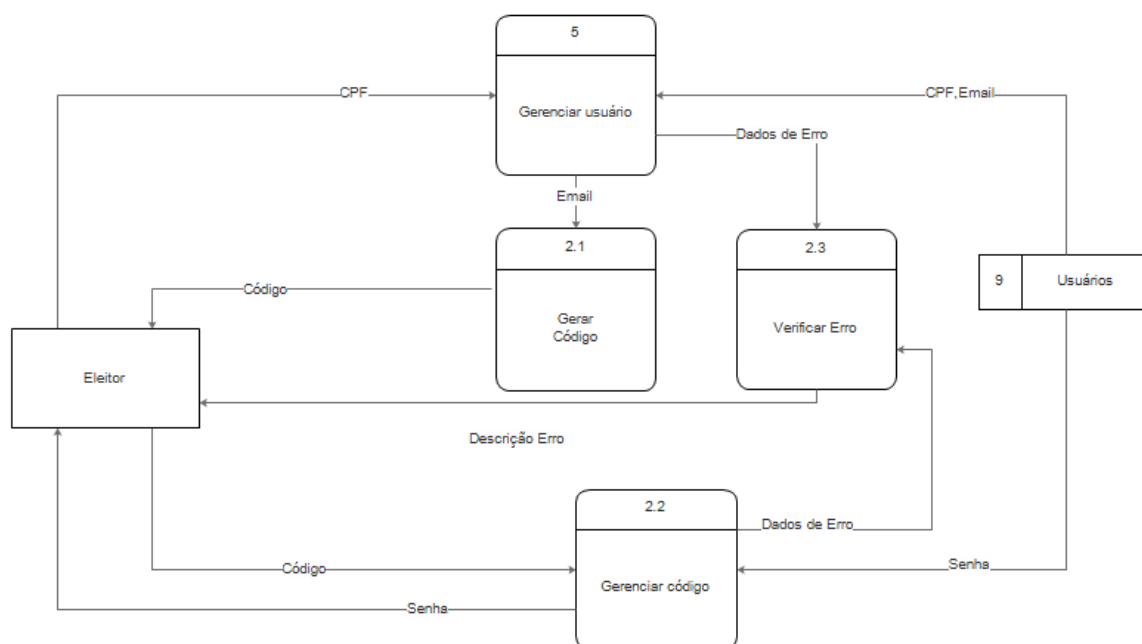 5
Gerenciar usuário
CPF
CPF,Email
Dados de Erro
Email
2.1
Gerar
Código
2.3
Verificar Erro
9
Usuários
Código
Eleitor
Descrição Erro
2.2
Gerenciar código
Dados de Erro
Código
Senha
Senha